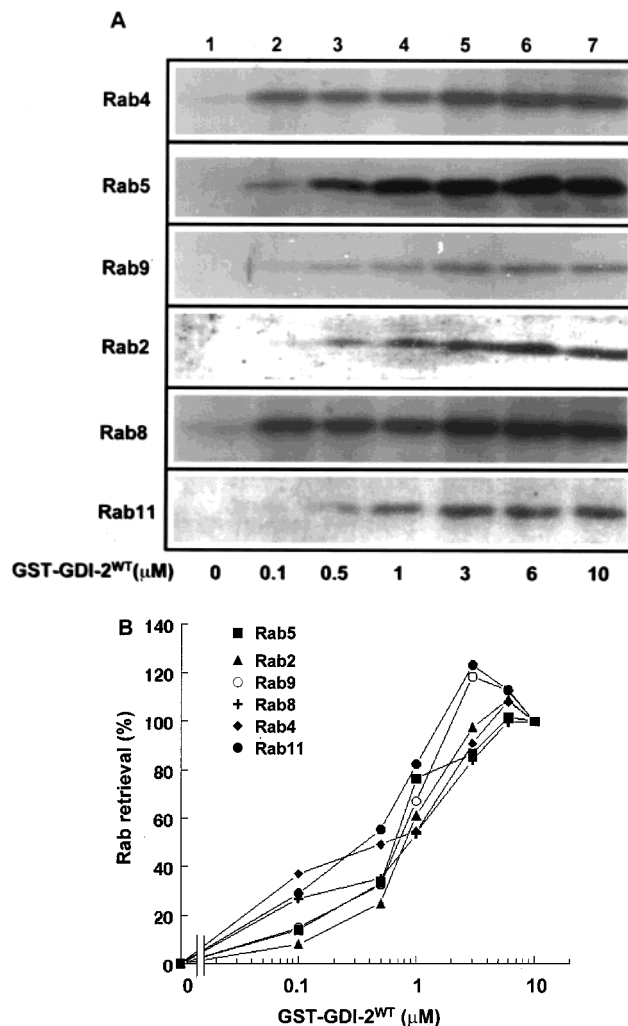 A
1 2 3 4 5 6 7
Rab4
Rab5
Rab9
Rab2
Rab8
Rab11
GST-GDI-2WT(μM) 0 0.1 0.5 1 3 6 10
B
140
120
100
80
60
40
20
0
Rab retrieval (%)
Rab5
Rab2
Rab9
Rab8
Rab4
Rab11
0 0.1 1 10
GST-GDI-2WT (μM)